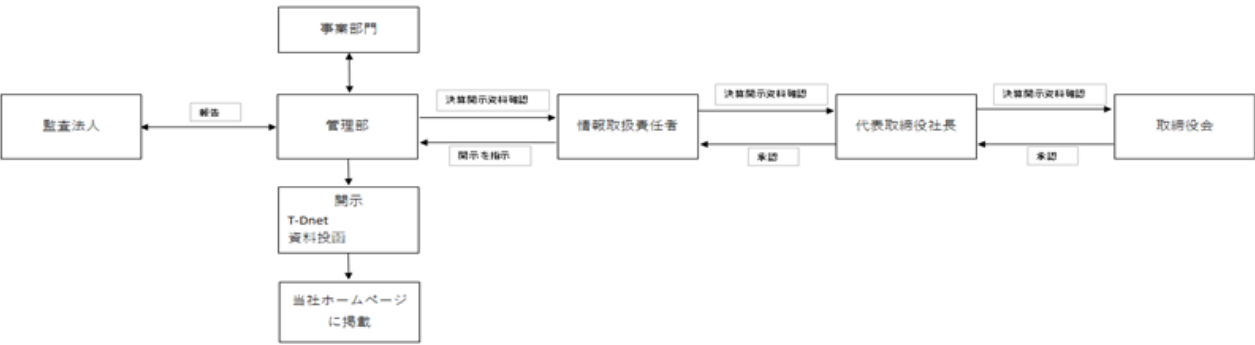 事業部門
決算開示資料確認
決算開示資料確認
決算開示資料確認
報告
監査法人
管理部
情報取扱責任者
代表取締役社長
取締役会
開示を指示
承認
承認
開示
T-Dnet
資料投函
当社ホームページ
に掲載